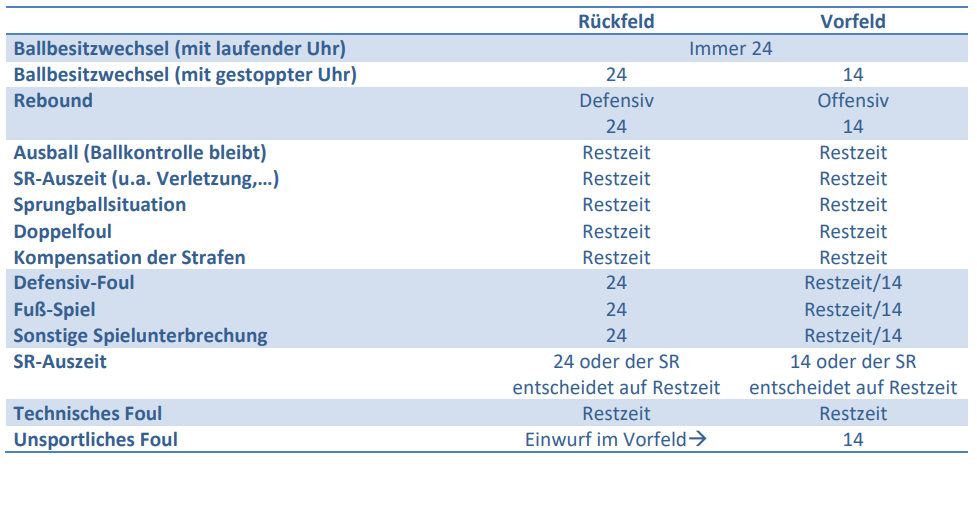 Rückfeld Vorfeld
Ballbesitzwechsel (mit laufender Uhr) Immer 24
Ballbesitzwechsel (mit gestoppter Uhr) 24 14
Rebound Defensiv Offensiv
24 14
Ausball (Ballkontrolle bleibt) Restzeit Restzeit
SR-Auszeit (u.a. Verletzung,...) Restzeit Restzeit
Sprungballsituation Restzeit Restzeit
Doppelfoul Restzeit Restzeit
Kompensation der Strafen Restzeit Restzeit
Defensiv-Foul 24 Restzeit/14
Fuß-Spiel 24 Restzeit/14
Sonstige Spielunterbrechung 24 Restzeit/14
SR-Auszeit 24 oder der SR 14 oder der SR
entscheidet auf Restzeit entscheidet auf Restzeit
Technisches Foul Restzeit Restzeit
Unsportliches Foul Einwurf im Vorfeld→ 14